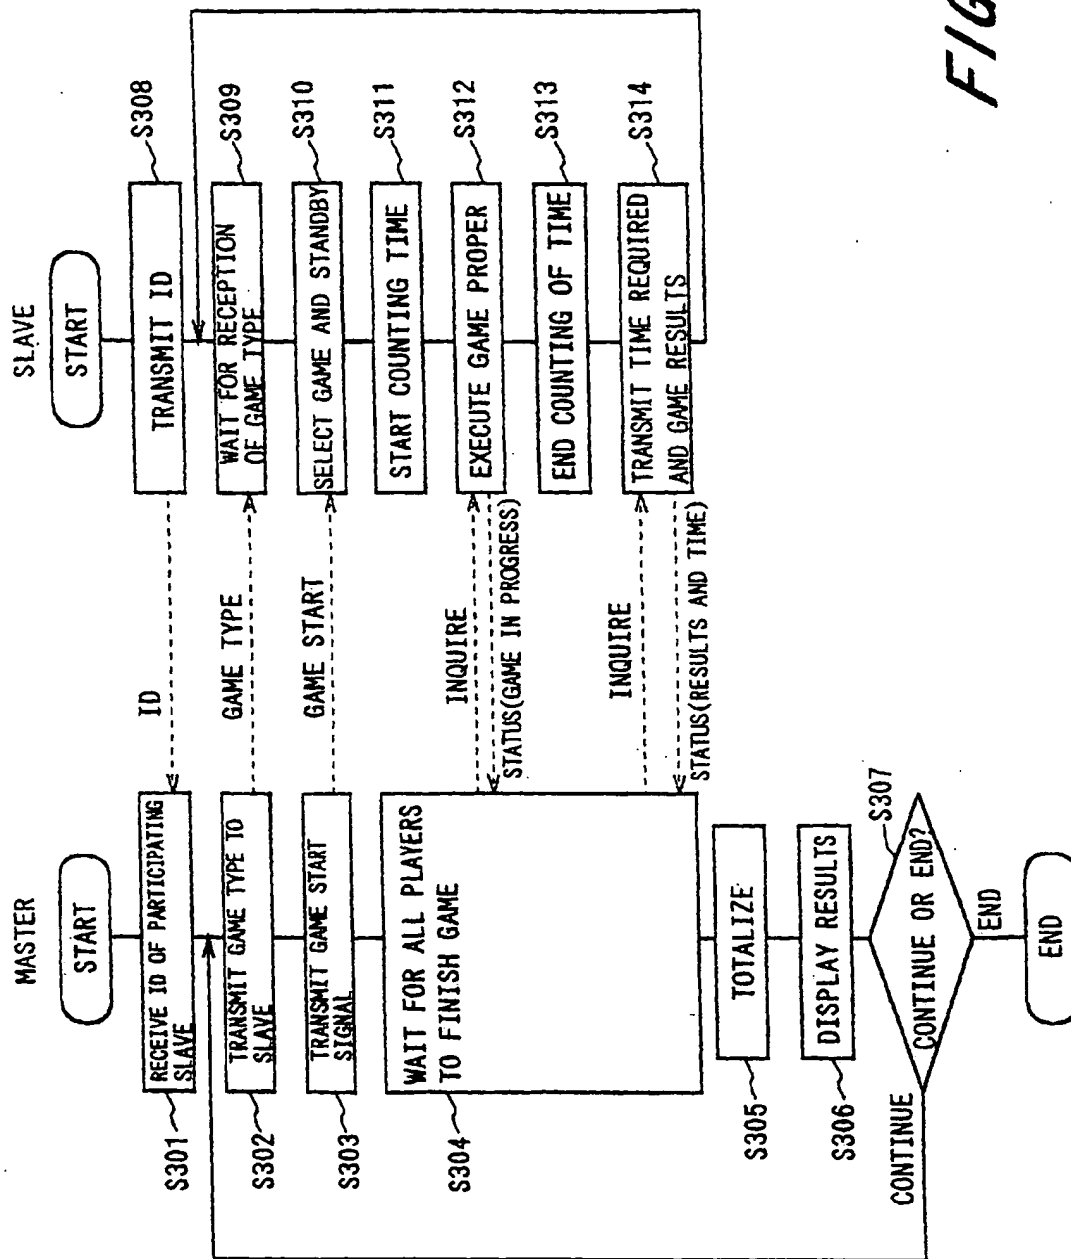 MASTER
START
S301
RECEIVE ID OF PARTICIPATING
SLAVE
S302
TRANSMIT GAME TYPE TO
SLAVE
S303
TRANSMIT GAME START
SIGNAL
S304
WAIT FOR ALL PLAYERS
TO FINISH GAME
S305
TOTALIZE
S306
DISPLAY RESULTS
S307
CONTINUE OR END?
CONTINUE
END
END
ID
GAME TYPE
GAME START
INQUIRE
STATUS(GAME IN PROGRESS)
INQUIRE
STATUS(RESULTS AND TIME)
SLAVE
START
TRANSMIT ID
S308
WAIT FOR RECEPTION
OF GAME TYPE
S309
SELECT GAME AND STANDBY
S310
START COUNTING TIME
S311
EXECUTE GAME PROPER
S312
END COUNTING OF TIME
S313
TRANSMIT TIME REQUIRED
AND GAME RESULTS
S314
FIG